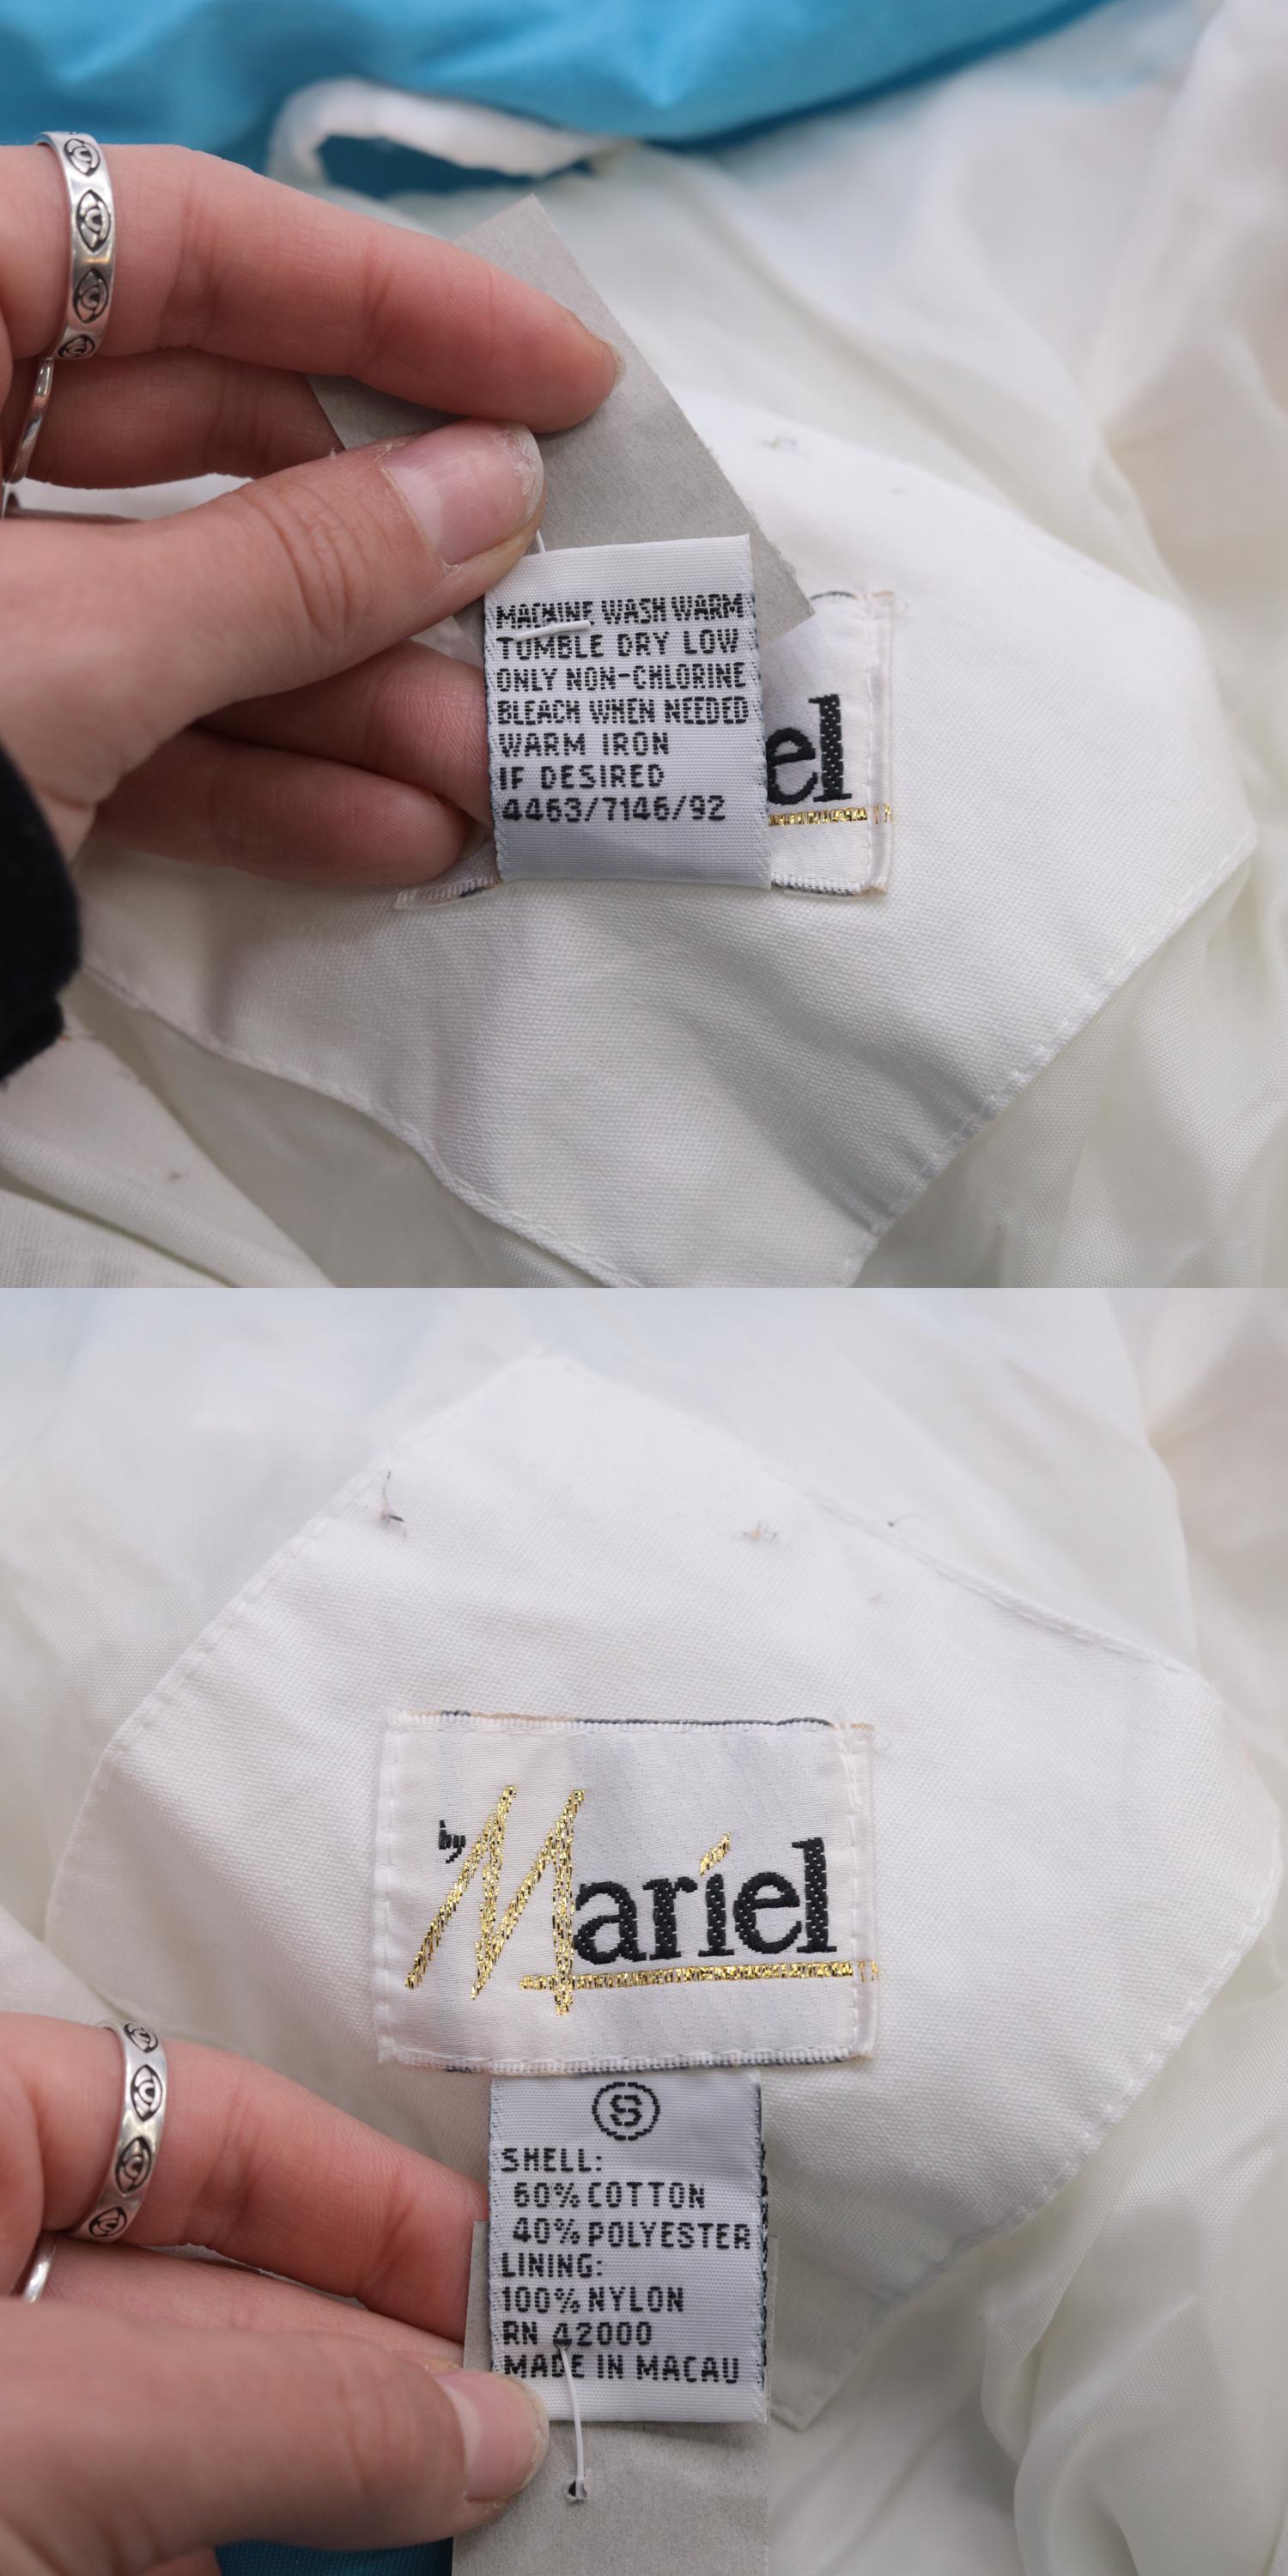 MACHINE WASH WARM
TUMBLE DRY LOW
ONLY NON-CHLORINE
BLEACH WHEN NEEDED
WARM IRON
IF DESIRED
4463/7146/92
el
by Mariel
S
SHELL:
60% COTTON
40% POLYESTER
LINING:
100% NYLON
RN 42000
MADE IN MACAU